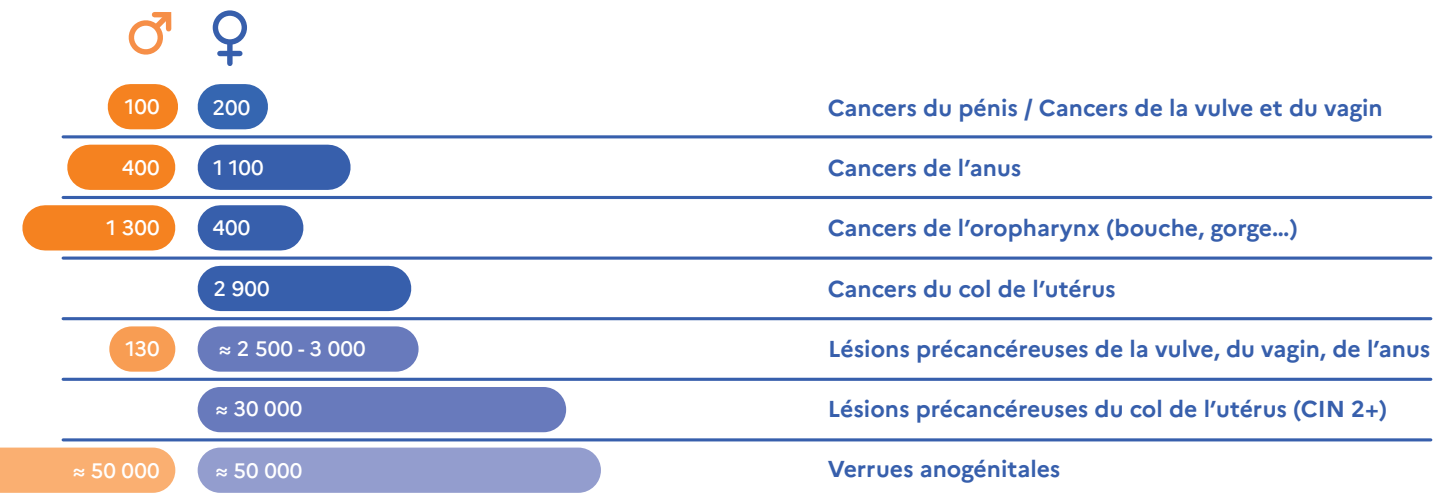 ♂ ♀
100 200 Cancers du pénis / Cancers de la vulve et du vagin
400 1 100 Cancers de l’anus
1 300 400 Cancers de l’oropharynx (bouche, gorge…)
2 900 Cancers du col de l’utérus
130 ≈ 2 500 - 3 000 Lésions précancéreuses de la vulve, du vagin, de l’anus
≈ 30 000 Lésions précancéreuses du col de l’utérus (CIN 2+)
≈ 50 000 ≈ 50 000 Verrues anogénitales